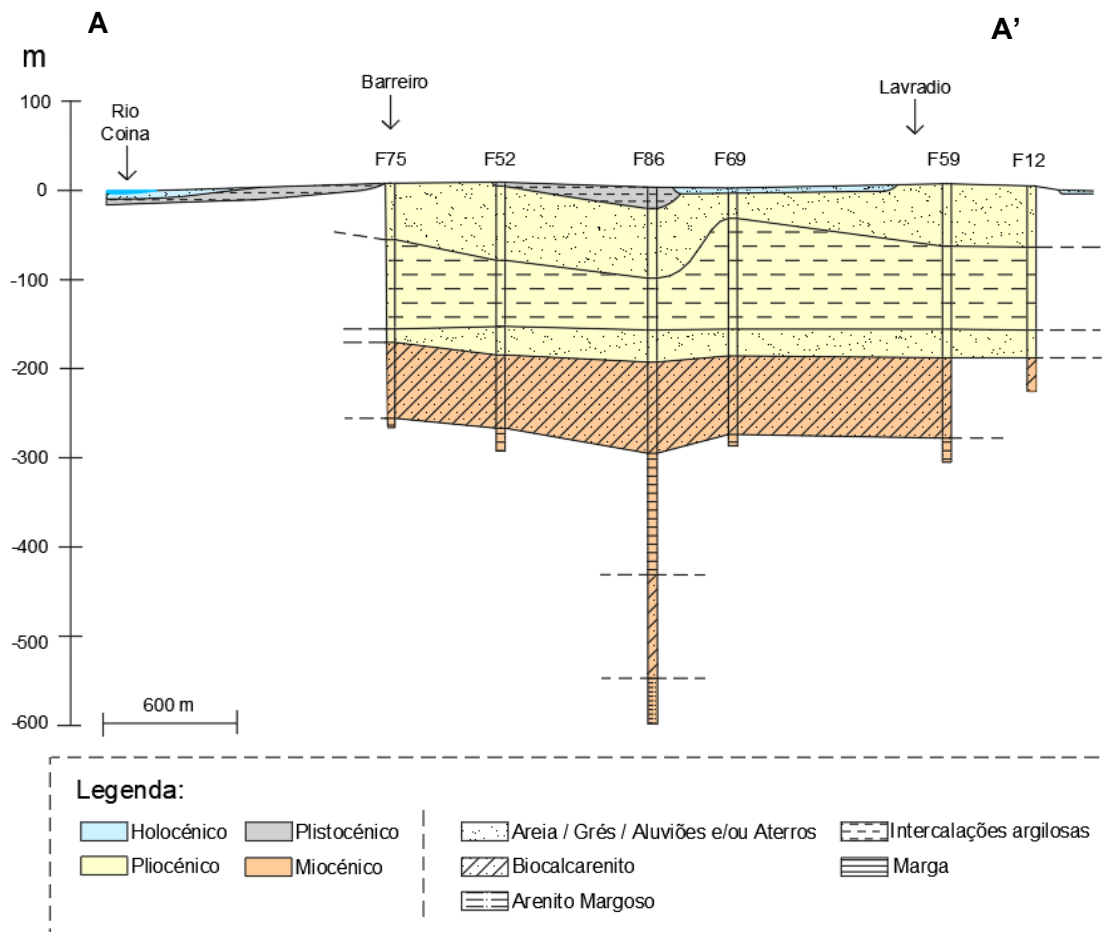 A
A'
m
Barreiro
Lavradio
Rio
Coina
100
F75
F52
F86
F69
F59
F12
0
-100
-200
-300
-400
-500
-600
600 m
Legenda:
Holocénico
Plistocénico
Areia / Grés / Aluviões e/ou Aterros
Intercalações argilosas
Pliocénico
Miocénico
Biocalcarenito
Marga
Arenito Margoso